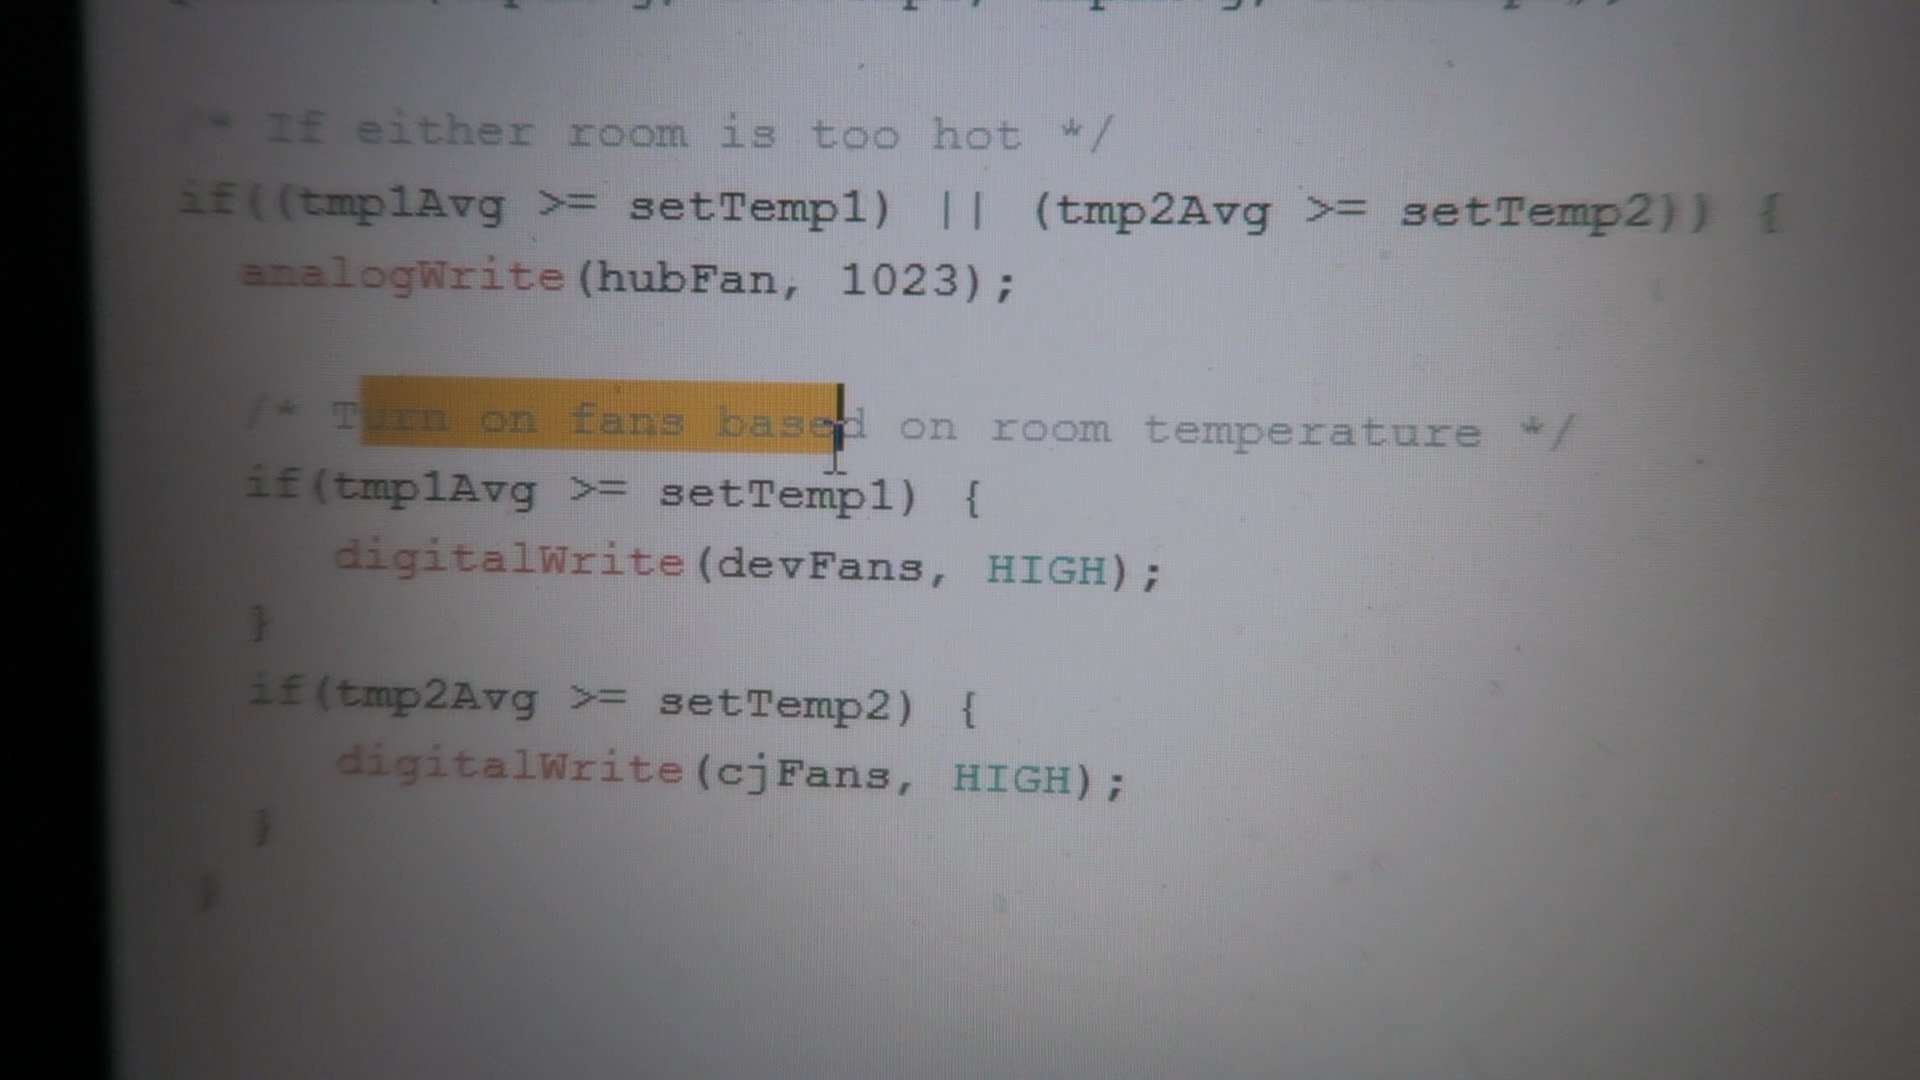 * If either room is too hot */
if((tmp1Avg >= setTemp1) || (tmp2Avg >= setTemp2)) {
analogWrite(hubFan, 1023);
/* Turn on fans based on room temperature */
if(tmp1Avg >= setTemp1) {
digitalWrite(devFans, HIGH);
}
if(tmp2Avg >= setTemp2) {
digitalWrite(cjFans, HIGH);
}
}